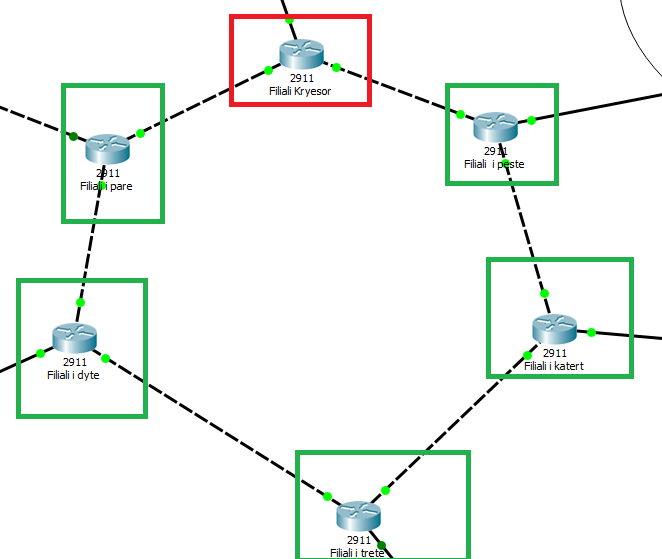 2911
Filiali Kryesor
2911
Filiali i peste
2911
Filiali i pare
2911
Filiali i katert
2911
Filiali i dyte
2911
Filiali i trete